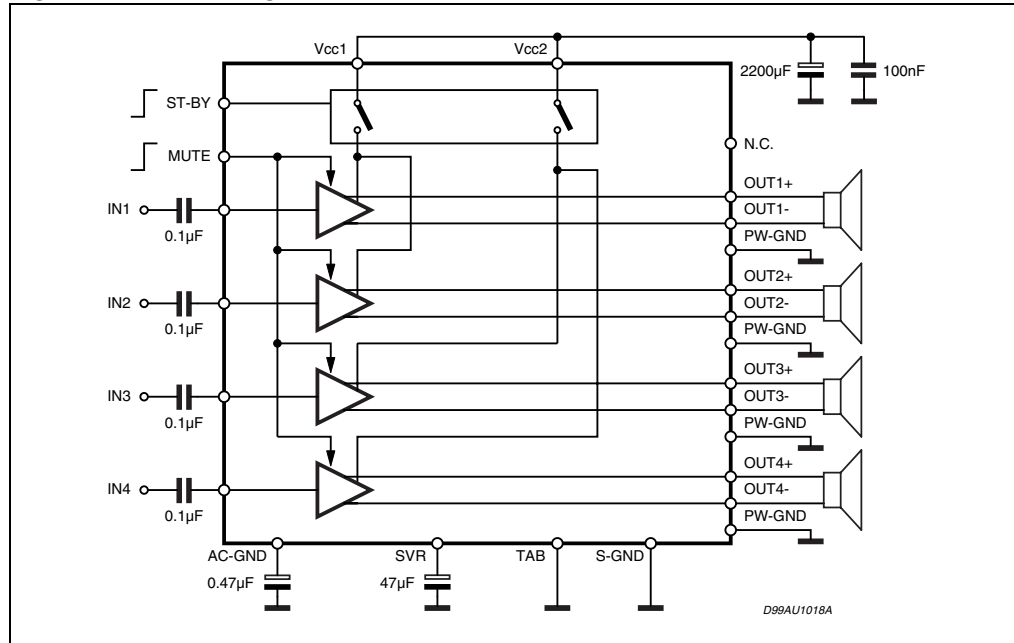 Vcc1
Vcc2
2200µF
100nF
ST-BY
N.C.
MUTE
OUT1+
IN1
OUT1-
0.1µF
PW-GND
OUT2+
IN2
OUT2-
0.1µF
PW-GND
OUT3+
IN3
OUT3-
0.1µF
PW-GND
OUT4+
IN4
OUT4-
0.1µF
PW-GND
AC-GND
SVR
TAB
S-GND
0.47µF
47µF
D99AU1018A